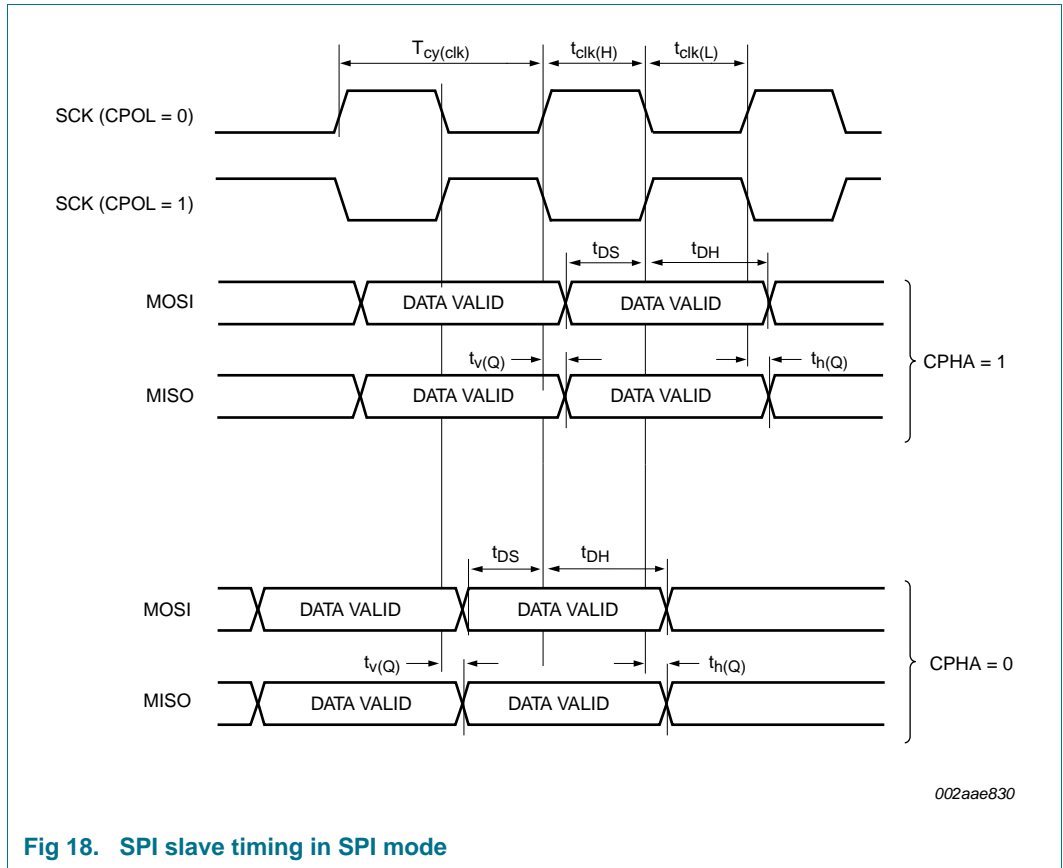 Tcy(clk) tclk(H) tclk(L)
SCK (CPOL = 0)
SCK (CPOL = 1)
tDS tDH
MOSI DATA VALID DATA VALID
tv(Q) th(Q)
CPHA = 1
MISO DATA VALID DATA VALID
tDS tDH
MOSI DATA VALID DATA VALID
tv(Q) th(Q)
CPHA = 0
MISO DATA VALID DATA VALID
002aae830
Fig 18. SPI slave timing in SPI mode